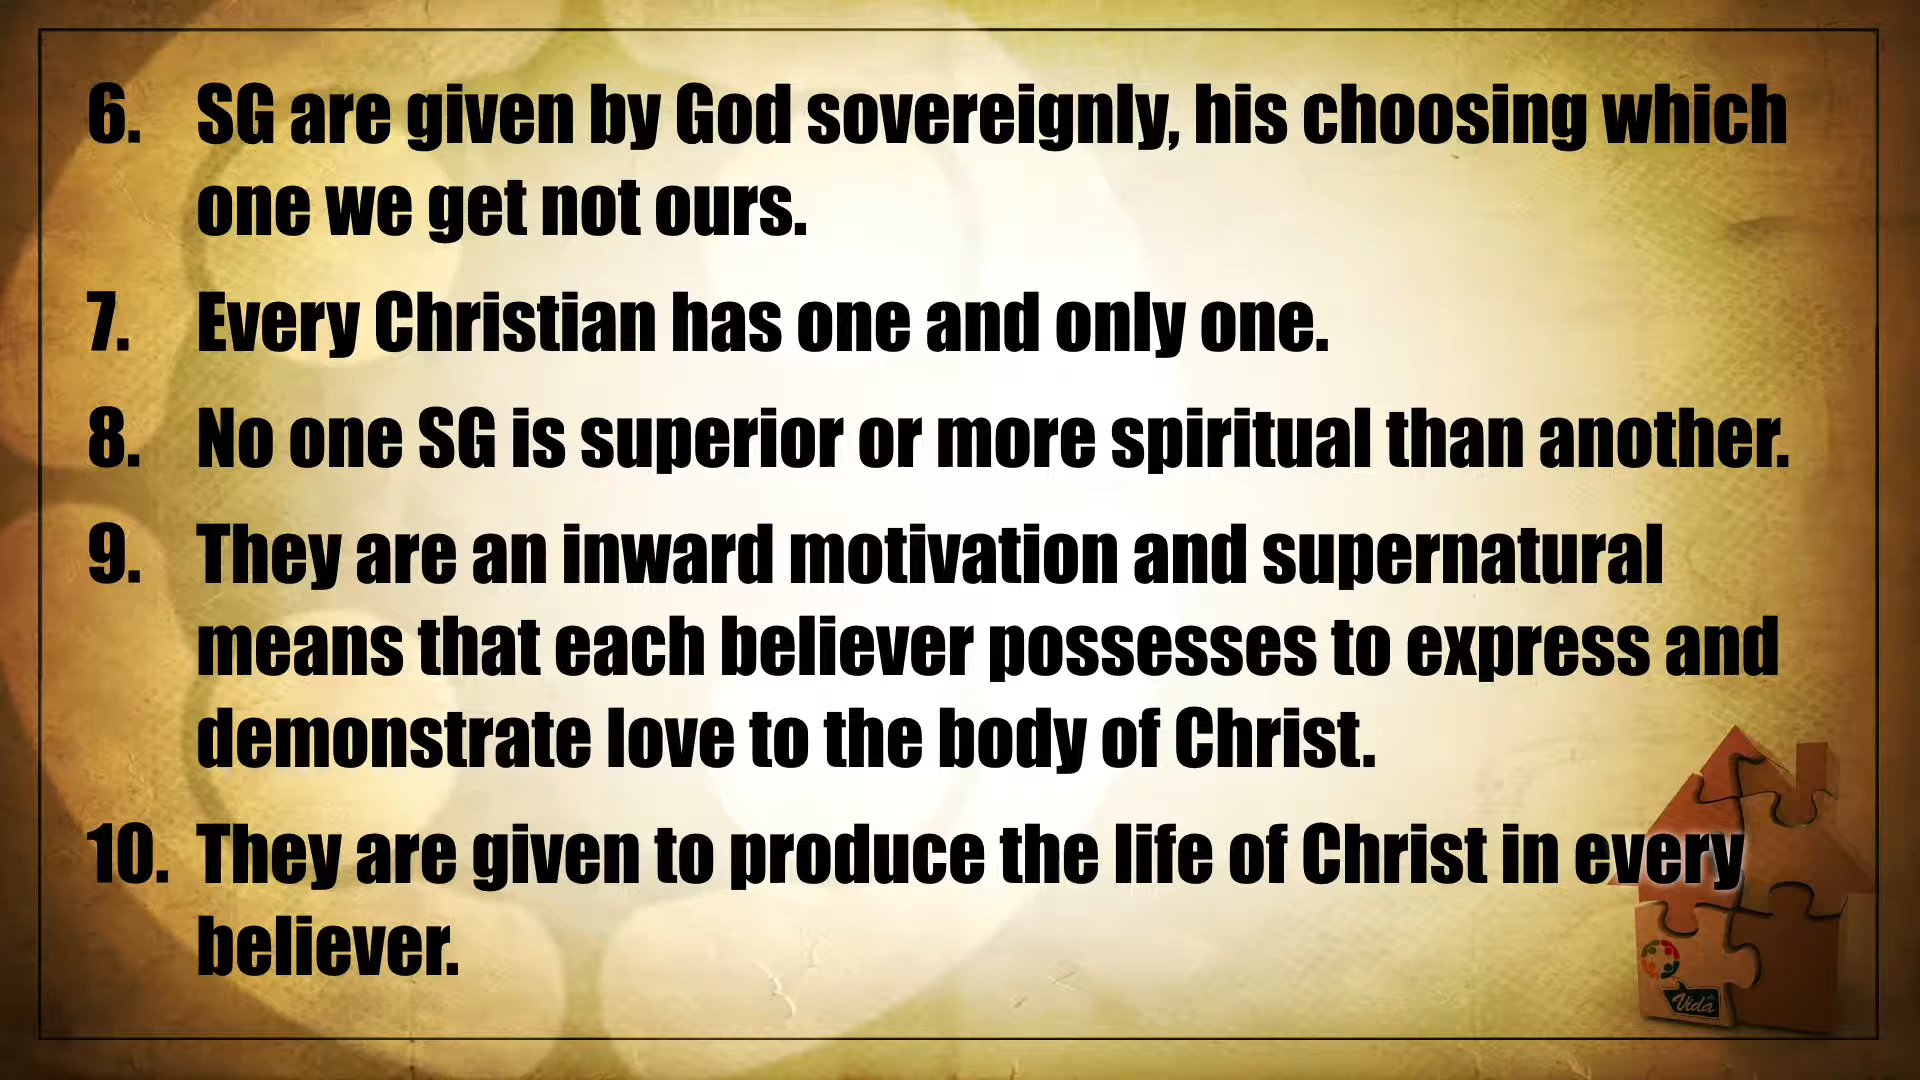 6. SG are given by God sovereignly, his choosing which
one we get not ours.
7. Every Christian has one and only one.
8. No one SG is superior or more spiritual than another.
9. They are an inward motivation and supernatural
means that each believer possesses to express and
demonstrate love to the body of Christ.
10. They are given to produce the life of Christ in every
believer.
Vida